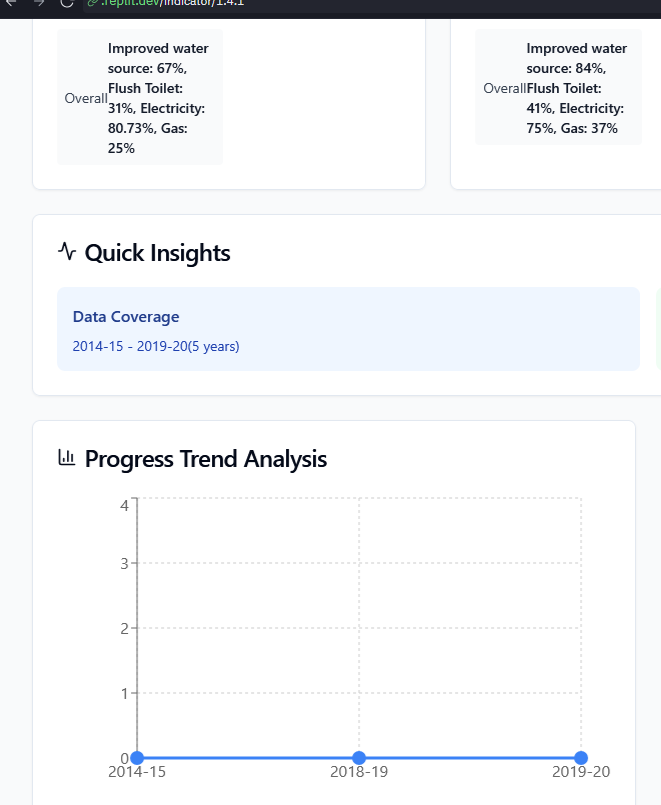 .replit.dev/indicator/1.4.1
Overall
Improved water
source: 67%,
Flush Toilet:
31%, Electricity:
80.73%, Gas:
25%
Overall
Improved water
source: 84%,
Flush Toilet:
41%, Electricity:
75%, Gas: 37%
Quick Insights
Data Coverage
2014-15 - 2019-20(5 years)
Progress Trend Analysis
4
3
2
1
0
2014-15
2018-19
2019-20